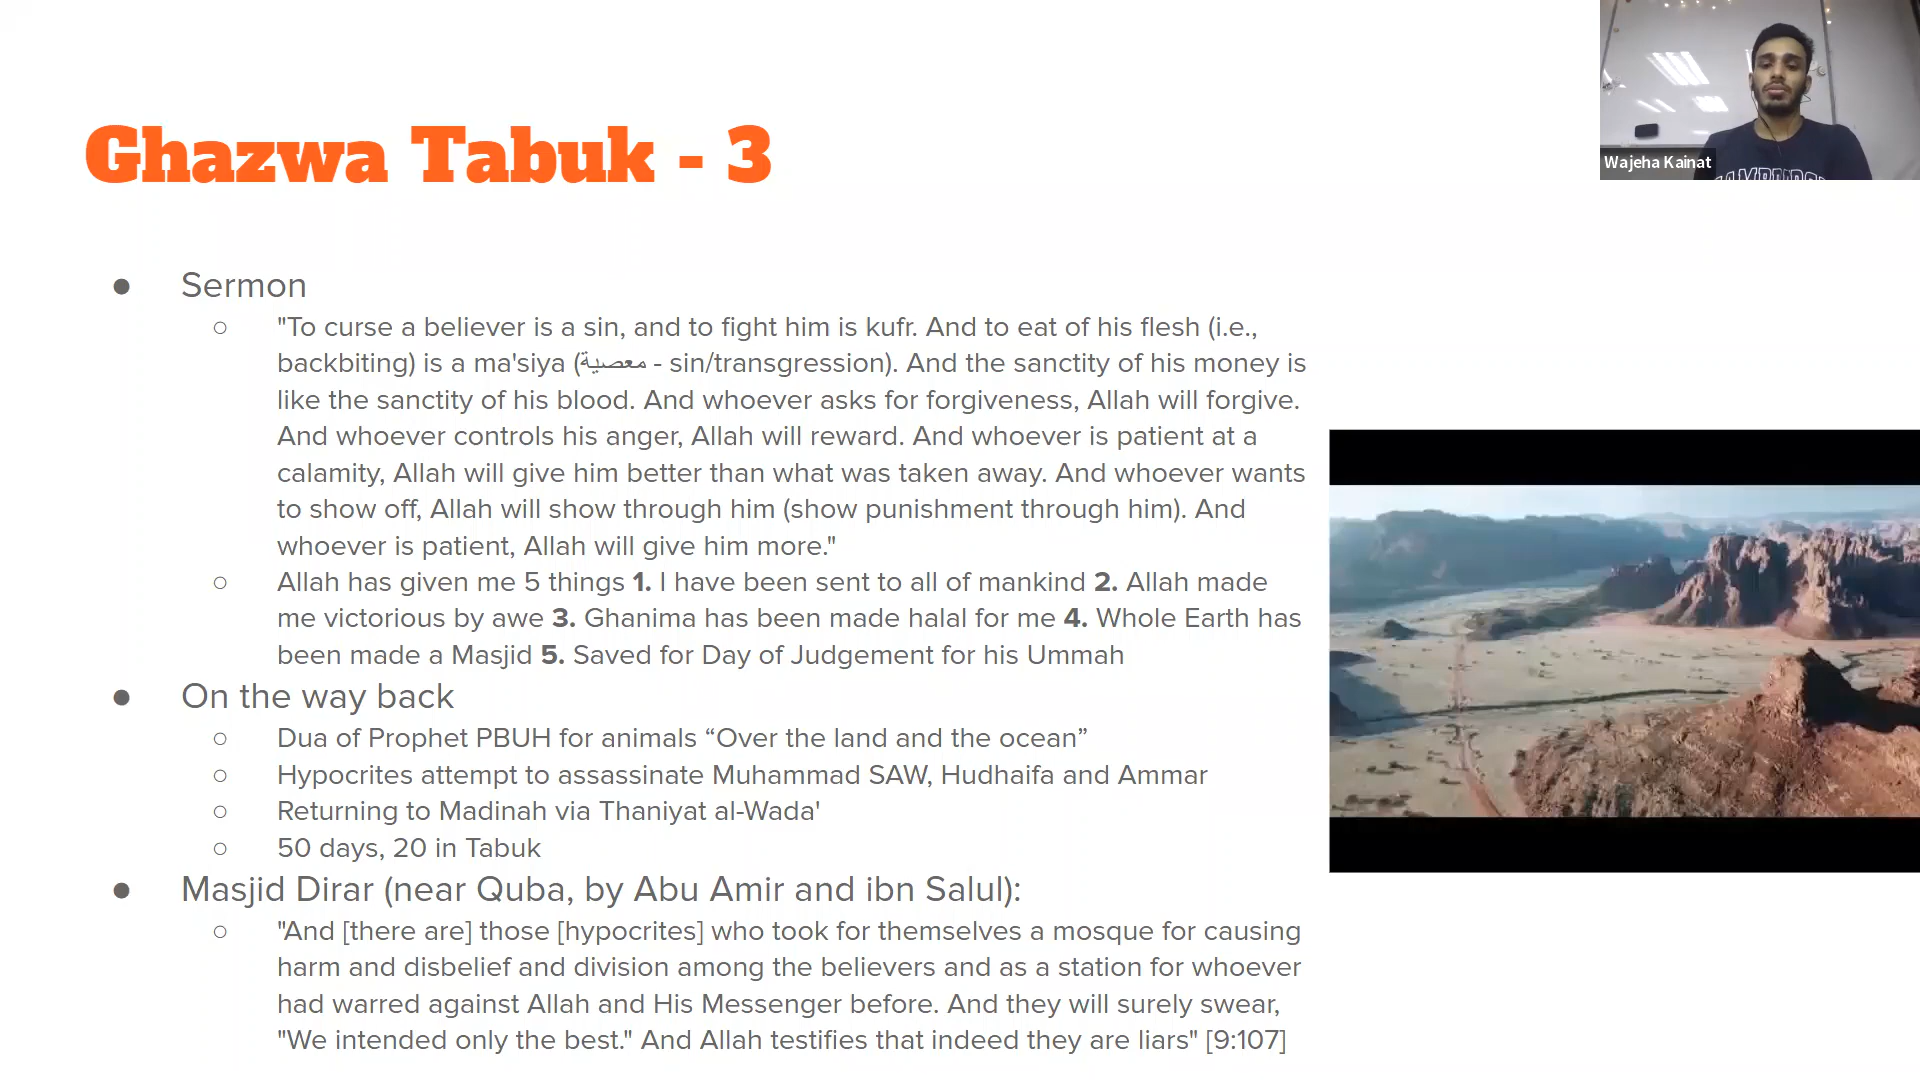 Ghazwa Tabuk - 3
Wajeha Kainat
● Sermon
○ "To curse a believer is a sin, and to fight him is kufr. And to eat of his flesh (i.e.,
backbiting) is a ma'siya (معصية - sin/transgression). And the sanctity of his money is
like the sanctity of his blood. And whoever asks for forgiveness, Allah will forgive.
And whoever controls his anger, Allah will reward. And whoever is patient at a
calamity, Allah will give him better than what was taken away. And whoever wants
to show off, Allah will show through him (show punishment through him). And
whoever is patient, Allah will give him more."
○ Allah has given me 5 things 1. I have been sent to all of mankind 2. Allah made
me victorious by awe 3. Ghanima has been made halal for me 4. Whole Earth has
been made a Masjid 5. Saved for Day of Judgement for his Ummah
● On the way back
○ Dua of Prophet PBUH for animals “Over the land and the ocean”
○ Hypocrites attempt to assassinate Muhammad SAW, Hudhaifa and Ammar
○ Returning to Madinah via Thaniyat al-Wada'
○ 50 days, 20 in Tabuk
● Masjid Dirar (near Quba, by Abu Amir and ibn Salul):
○ "And [there are] those [hypocrites] who took for themselves a mosque for causing
harm and disbelief and division among the believers and as a station for whoever
had warred against Allah and His Messenger before. And they will surely swear,
"We intended only the best." And Allah testifies that indeed they are liars" [9:107]